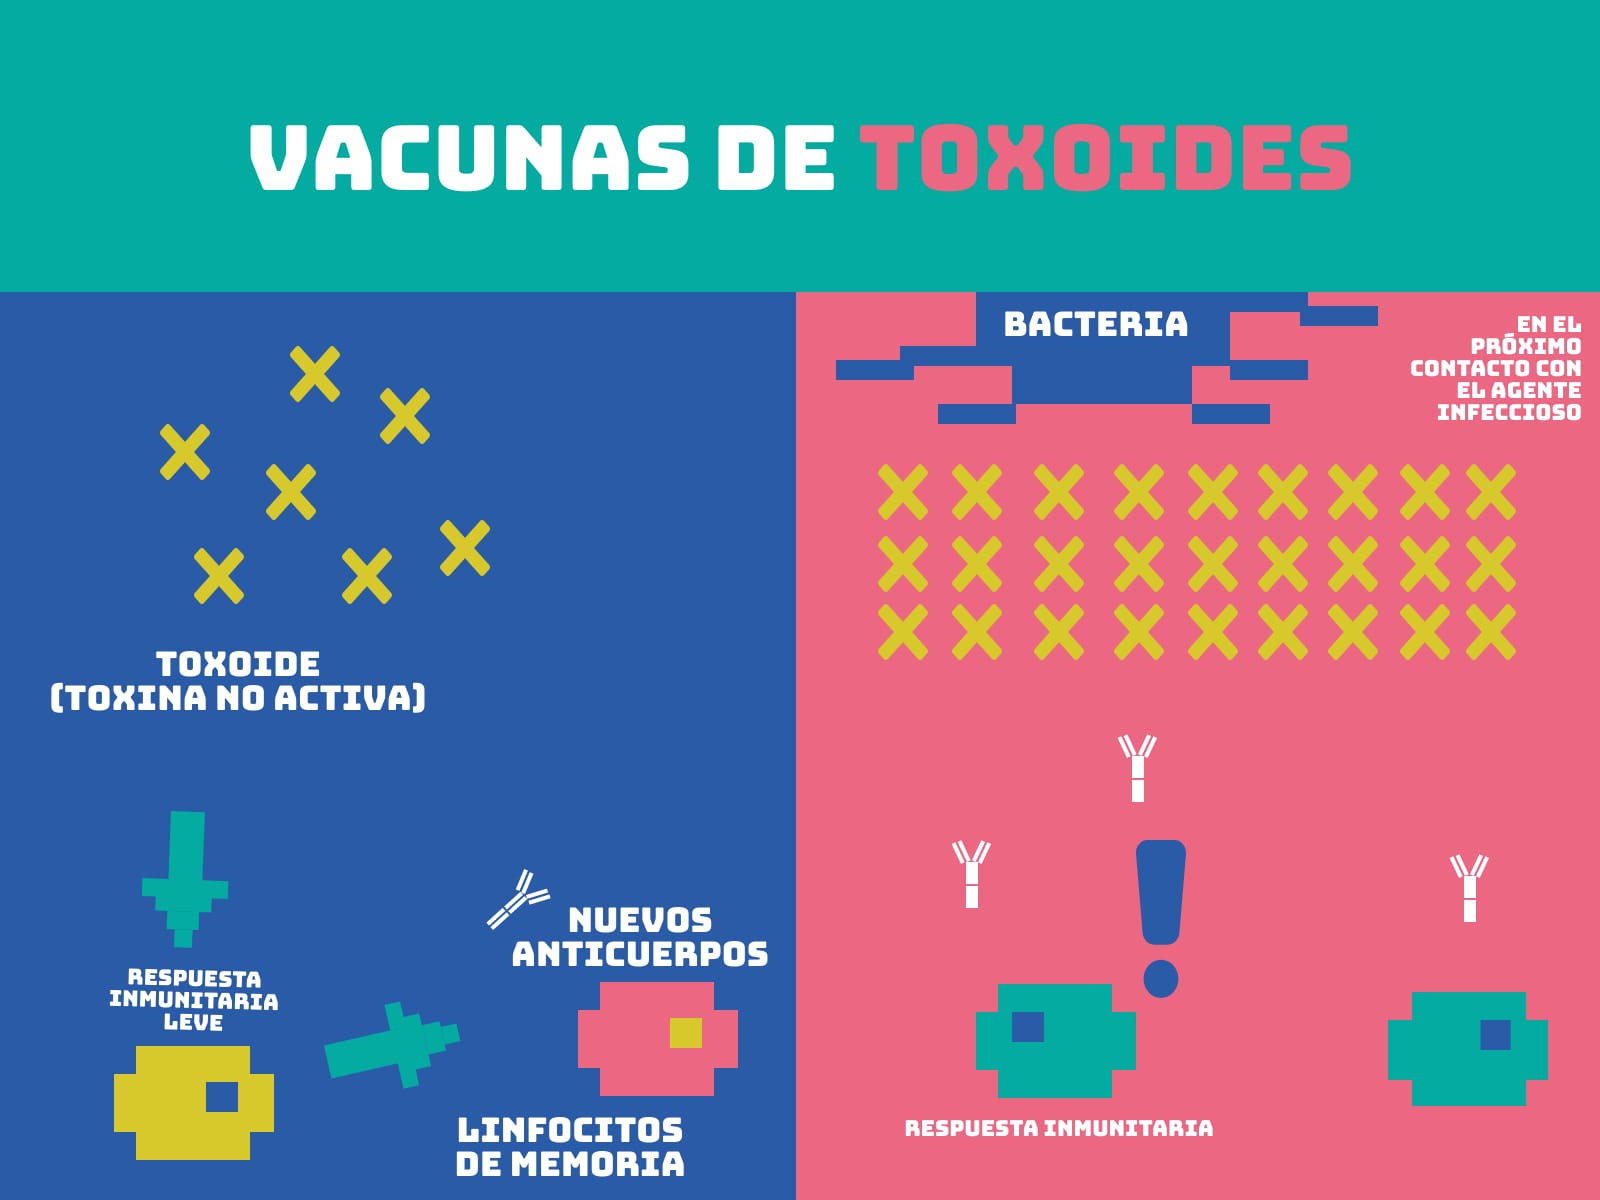 VACUNAS DE TOXOIDES
TOXOIDE
(TOXINA NO ACTIVA)
RESPUESTA
INMUNITARIA
LEVE
NUEVOS
ANTICUERPOS
LINFOCITOS
DE MEMORIA
BACTERIA
EN EL
PRÓXIMO
CONTACTO CON
EL AGENTE
INFECCIOSO
RESPUESTA INMUNITARIA